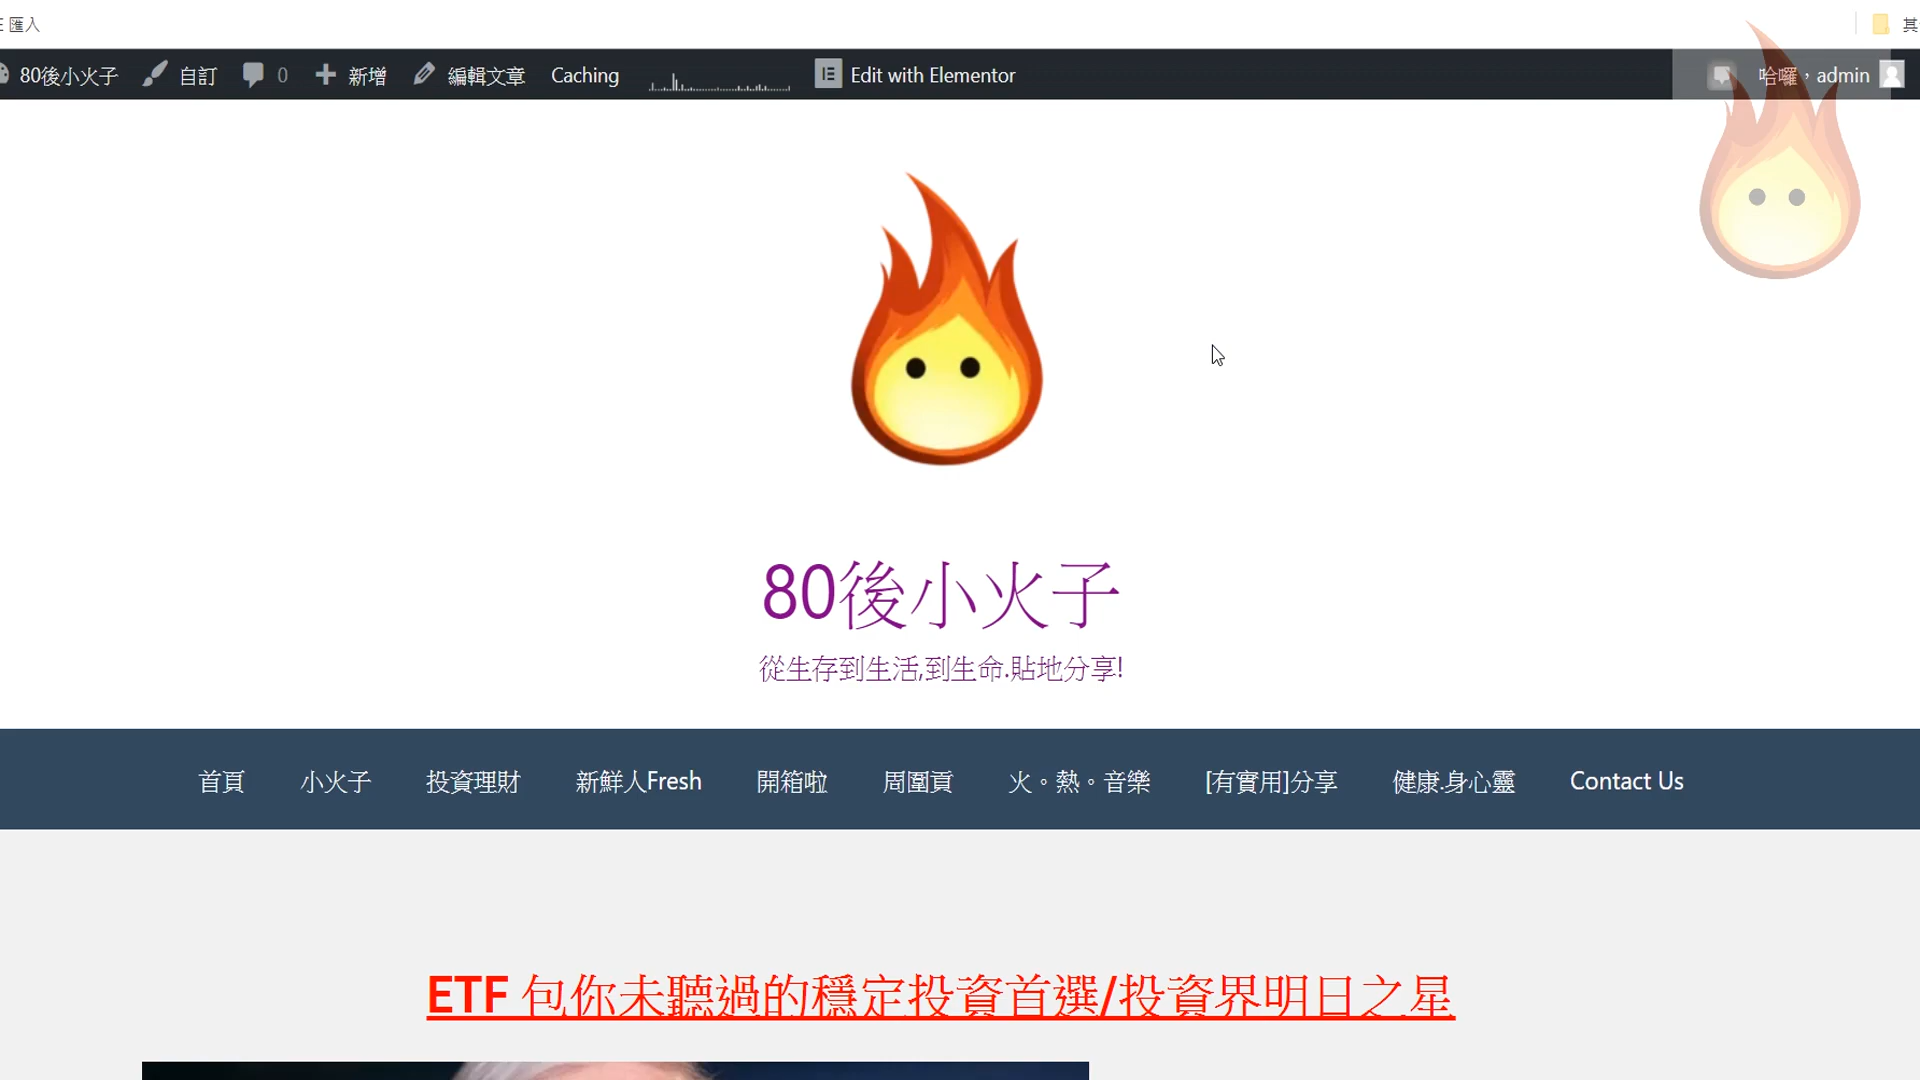 匯入
80後小火子 自訂 0 新增 編輯文章 Caching Edit with Elementor 哈囉，admin
80後小火子
從生存到生活,到生命.貼地分享!
首頁 小火子 投資理財 新鮮人Fresh 開箱啦 周圍貢 火。熱。音樂 [有實用]分享 健康.身心靈 Contact Us
ETF 包你未聽過的穩定投資首選/投資界明日之星